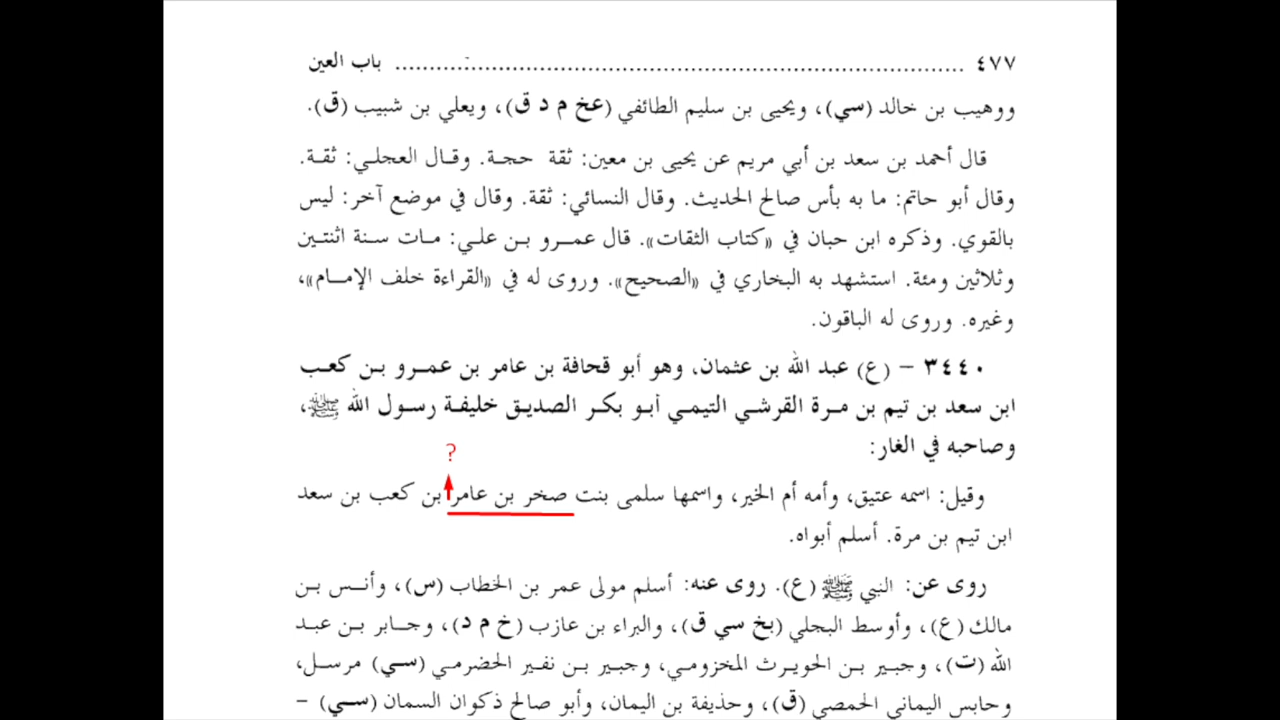 ٤٧٧ ........................................................................ باب العين
ووهيب بن خالد (سي)، ويحيى بن سليم الطائفي (عخ م د ق)، ويعلي بن شبيب (ق).
قال أحمد بن سعد بن أبي مريم عن يحيى بن معين: ثقة حجة. وقال العجلي: ثقة.
وقال أبو حاتم: ما به بأس صالح الحديث. وقال النسائي: ثقة. وقال في موضع آخر: ليس
بالقوي. وذكره ابن حبان في «كتاب الثقات». قال عمرو بن علي: مات سنة اثنتين
وثلاثين ومئة. استشهد به البخاري في «الصحيح». وروى له في «القراءة خلف الإمام»،
وغيره. وروى له الباقون.
٣٤٤٠ – (ع) عبد الله بن عثمان، وهو أبو قحافة بن عامر بن عمرو بن كعب
ابن سعد بن تيم بن مرة القرشي التيمي أبو بكر الصديق خليفة رسول الله ﷺ،
وصاحبه في الغار:
?
وقيل: اسمه عتيق، وأمه أم الخير، واسمها سلمى بنت صخر بن عامر بن كعب بن سعد
ابن تيم بن مرة. أسلم أبواه.
روى عن: النبي ﷺ (ع). روى عنه: أسلم مولى عمر بن الخطاب (س)، وأنس بن
مالك (ع)، وأوسط البجلي (بخ سي ق)، والبراء بن عازب (خ م د)، وجابر بن عبد
الله (ت)، وجبير بن الحويرث المخزومي، وجبير بن نفير الحضرمي (سي) مرسل،
وحابس اليماني الحمصي (ق)، وحذيفة بن اليمان، وأبو صالح ذكوان السمان (سي) –